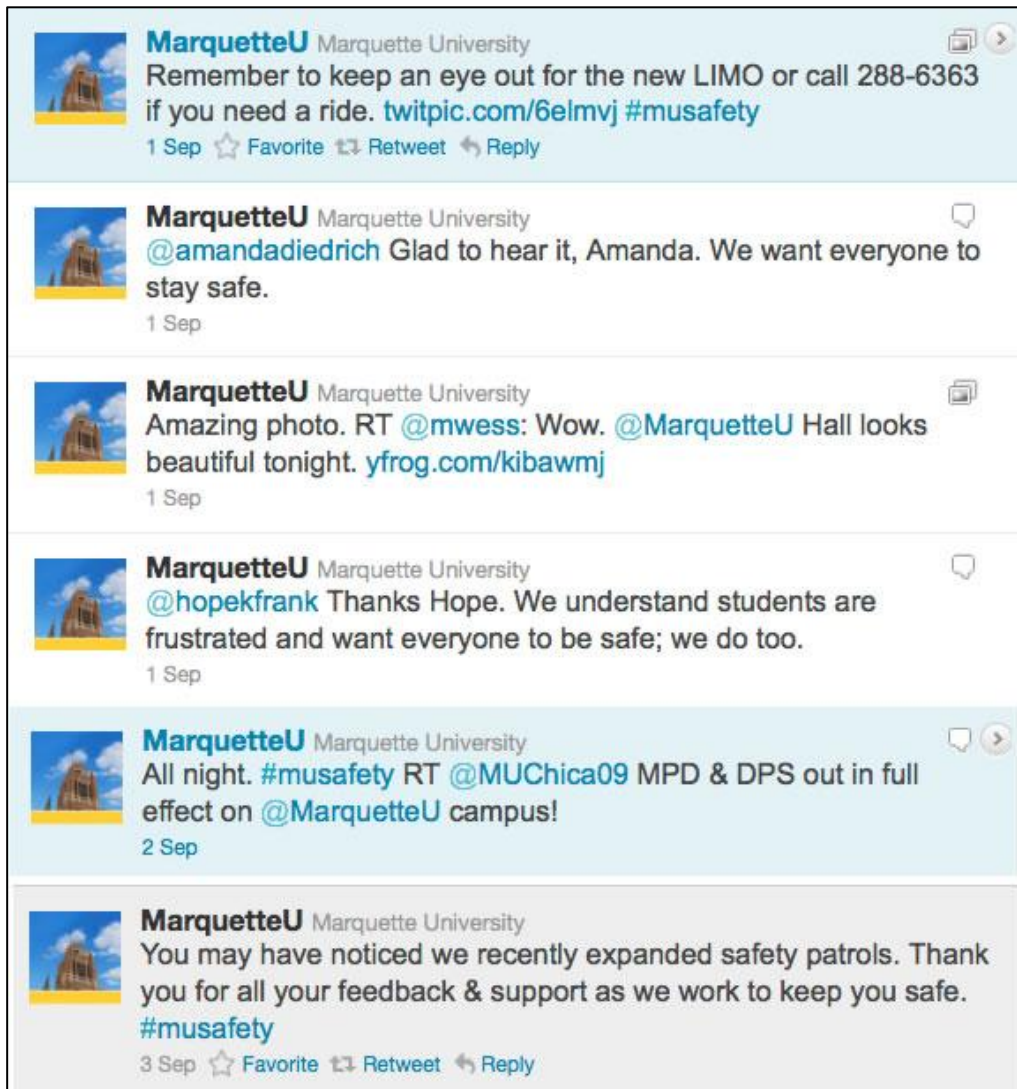 MarquetteU Marquette University
Remember to keep an eye out for the new LIMO or call 288-6363
if you need a ride. twitpic.com/6elmvj #musafety
1 Sep Favorite Retweet Reply
MarquetteU Marquette University
@amandadiedrich Glad to hear it, Amanda. We want everyone to
stay safe.
1 Sep
MarquetteU Marquette University
Amazing photo. RT @mwess: Wow. @MarquetteU Hall looks
beautiful tonight. yfrog.com/kibawmj
1 Sep
MarquetteU Marquette University
@hopekfrank Thanks Hope. We understand students are
frustrated and want everyone to be safe; we do too.
1 Sep
MarquetteU Marquette University
All night. #musafety RT @MUChica09 MPD & DPS out in full
effect on @MarquetteU campus!
2 Sep
MarquetteU Marquette University
You may have noticed we recently expanded safety patrols. Thank
you for all your feedback & support as we work to keep you safe.
#musafety
3 Sep Favorite Retweet Reply